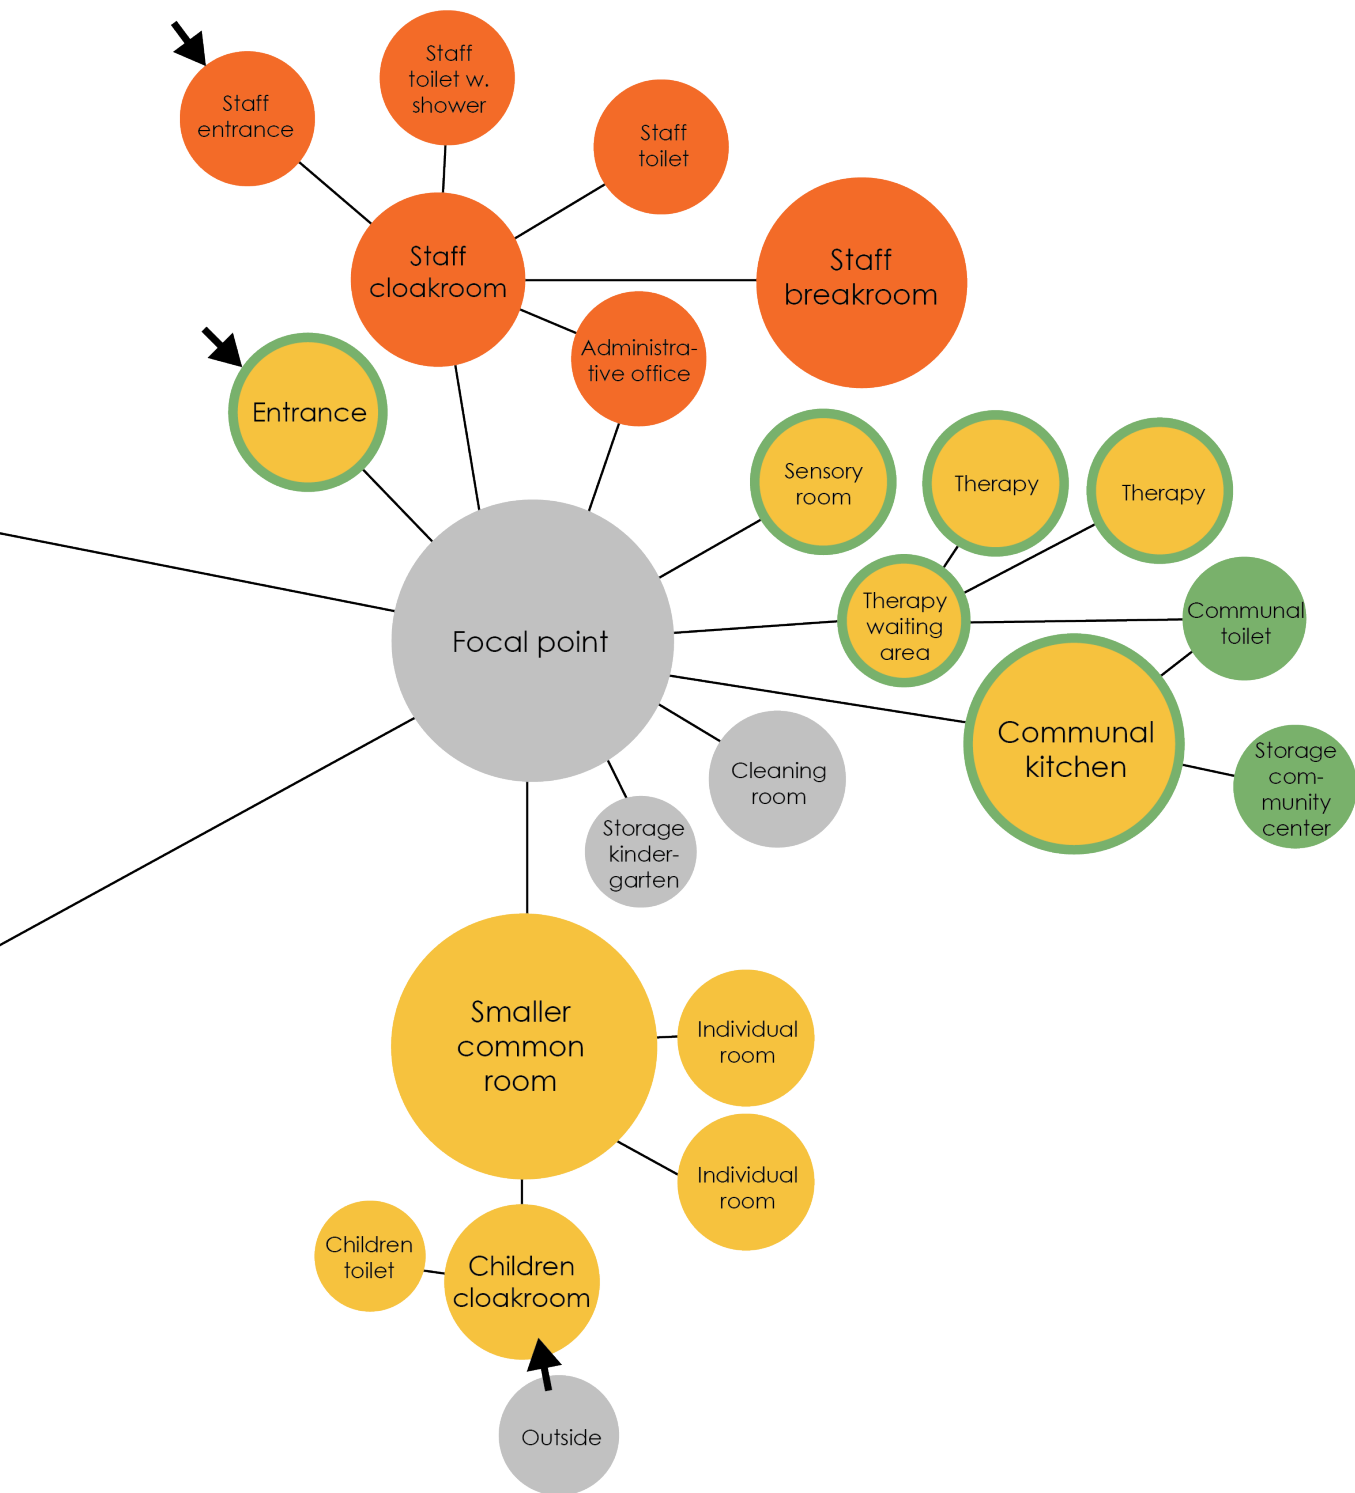 Staff
toilet w.
shower
Staff
entrance
Staff
toilet
Staff
cloakroom
Staff
breakroom
Administra-
tive office
Entrance
Sensory
room
Therapy
Therapy
Therapy
waiting
area
Communal
toilet
Focal point
Communal
kitchen
Storage
com-
munity
center
Cleaning
room
Storage
kinder-
garten
Smaller
common
room
Individual
room
Individual
room
Children
toilet
Children
cloakroom
Outside